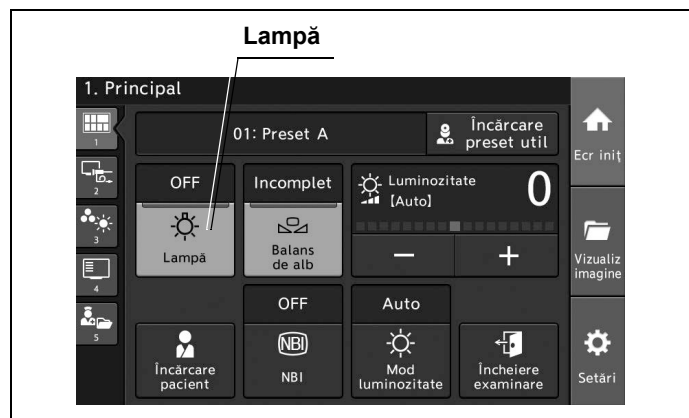 Lampă
1. Principal
1
01: Preset A
Încărcare
preset util
Ecr iniț
2
OFF
Incomplet
Luminozitate
[Auto]
0
3
Lampă
Balans
de alb
−
+
Vizualiz
imagine
4
OFF
Auto
5
Încărcare
pacient
NBI
NBI
Mod
luminozitate
Încheiere
examinare
Setări